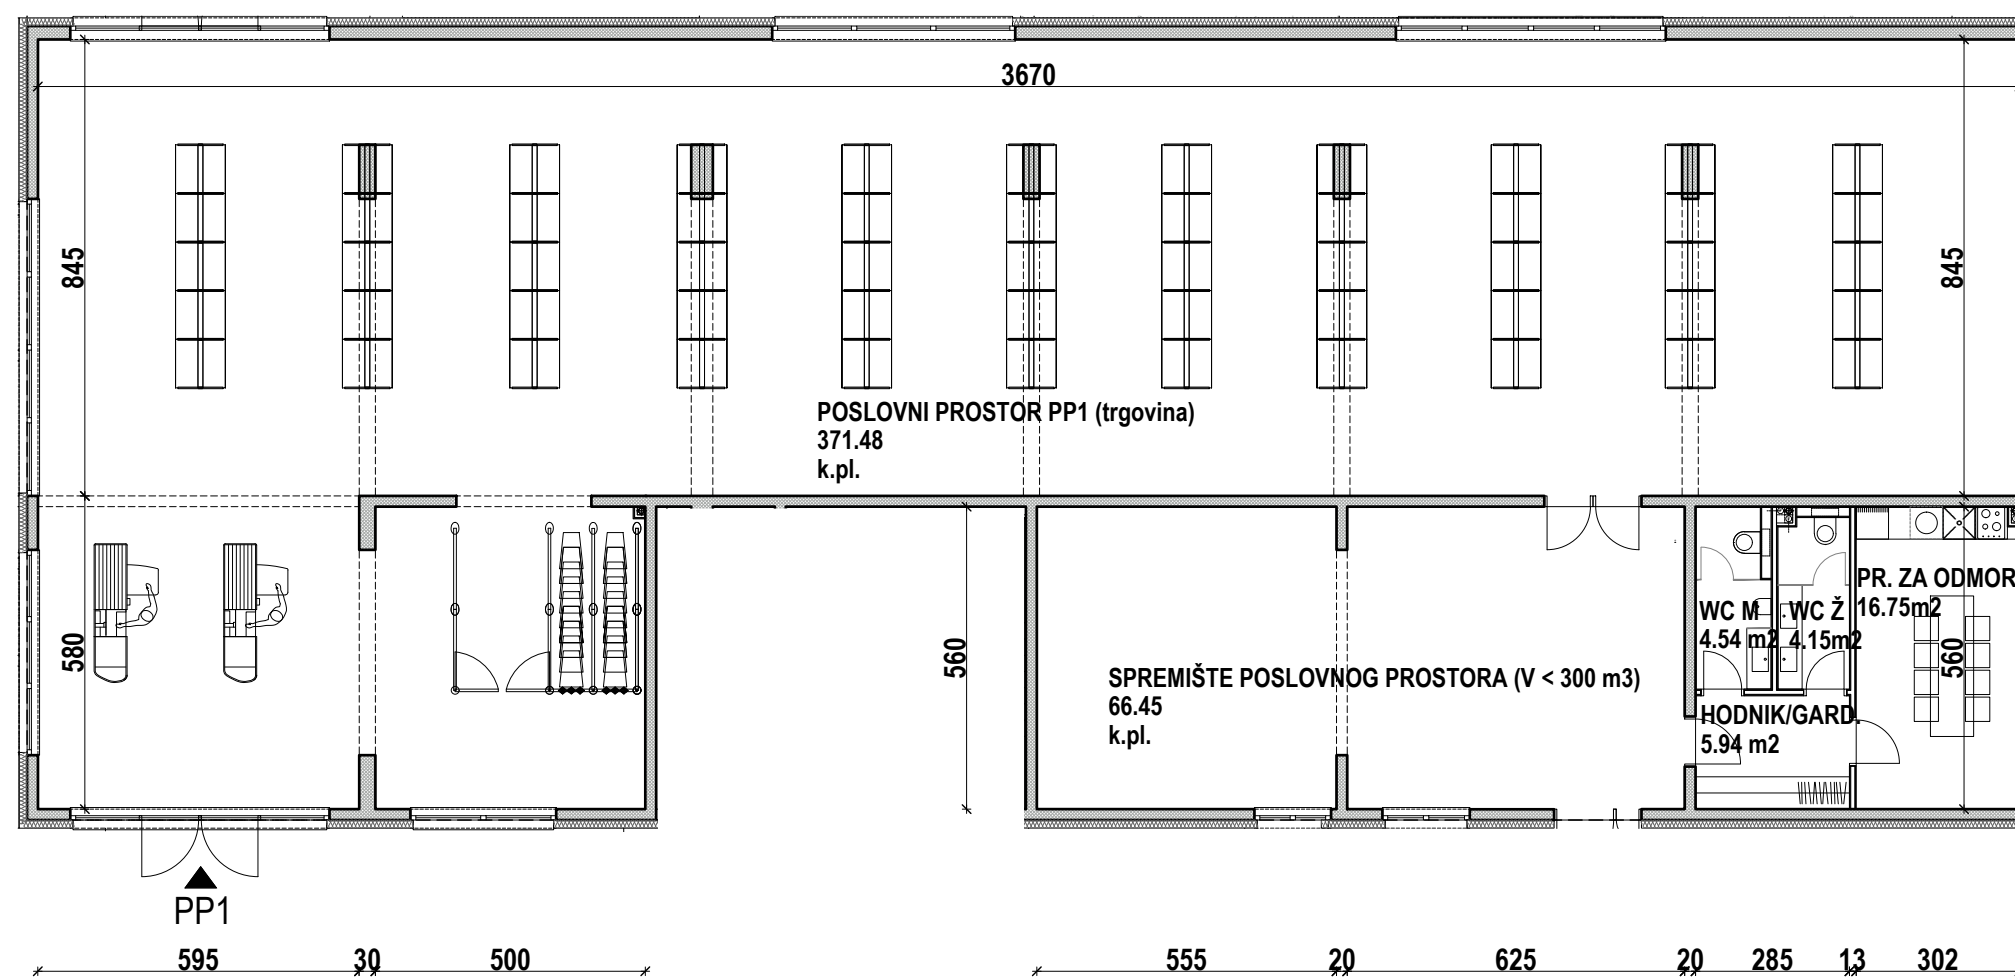 3670
845
845
POSLOVNI PROSTOR PP1 (trgovina)
371.48
k.pl.
580
560
SPREMIŠTE POSLOVNOG PROSTORA (V < 300 m3)
66.45
k.pl.
WC M
4.54 m2
WC Ž
4.15m2
PR. ZA ODMOR
16.75m2
560
HODNIK/GARD.
5.94 m2
PP1
595
30
500
555
20
625
20
285
13
302